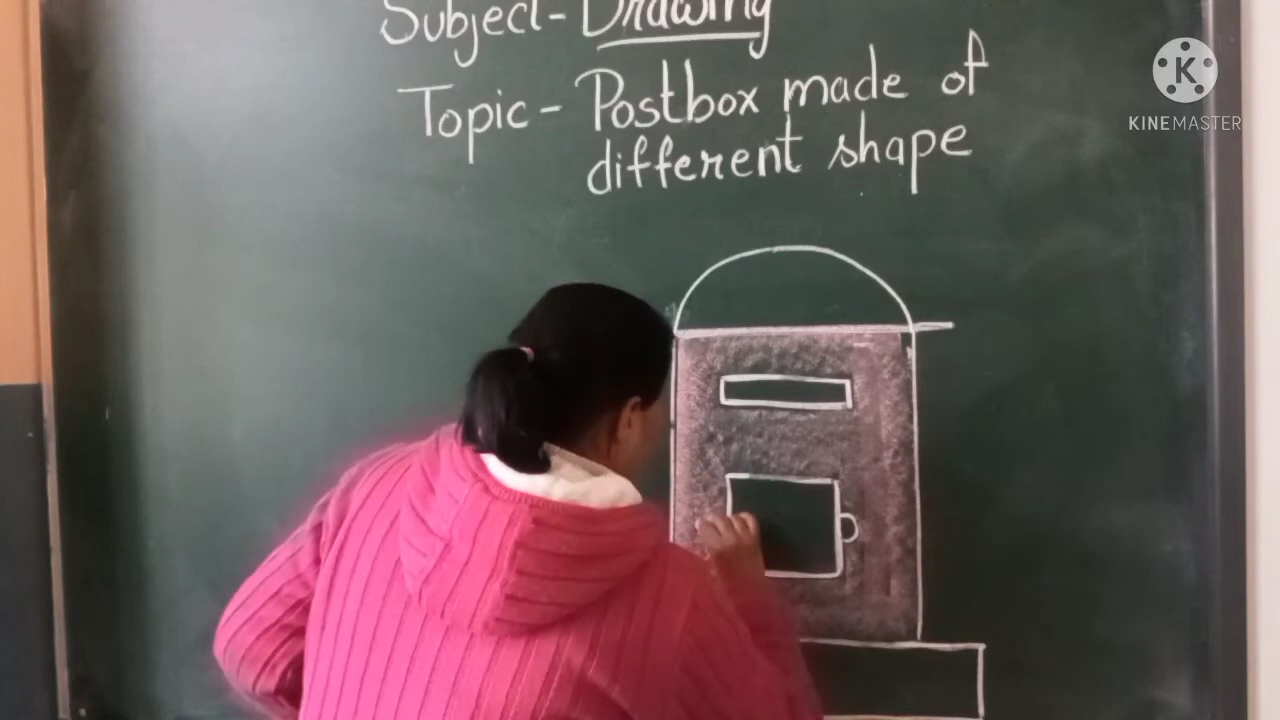 Subject- Drawing
Topic- Postbox made of
different shape
K
KINEMASTER